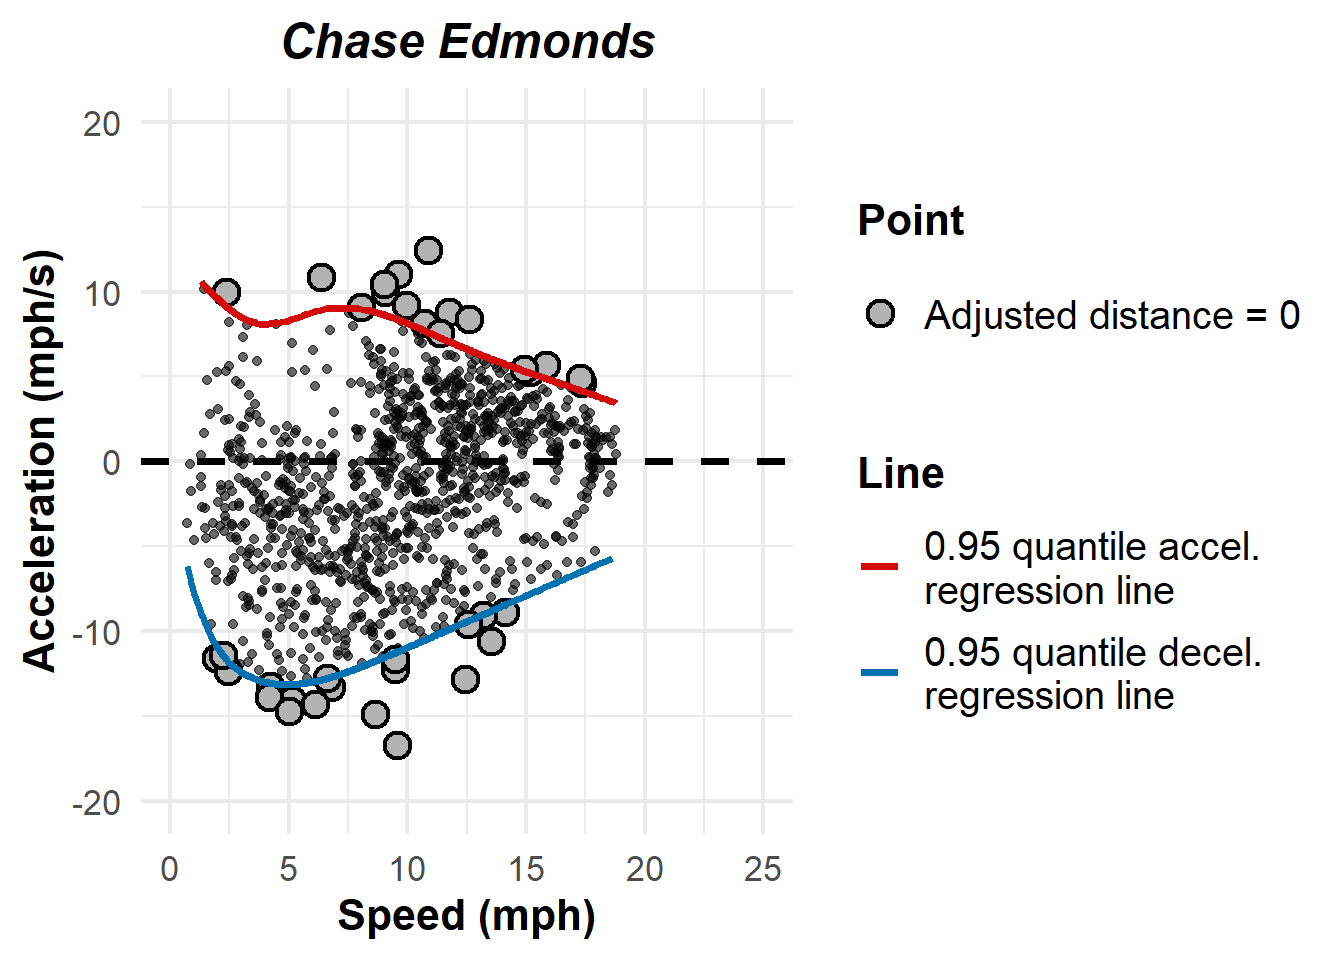 Chase Edmonds
Acceleration (mph/s)
20
10
0
-10
-20
0 5 10 15 20 25
Speed (mph)
Point
Adjusted distance = 0
Line
0.95 quantile accel.
regression line
0.95 quantile decel.
regression line